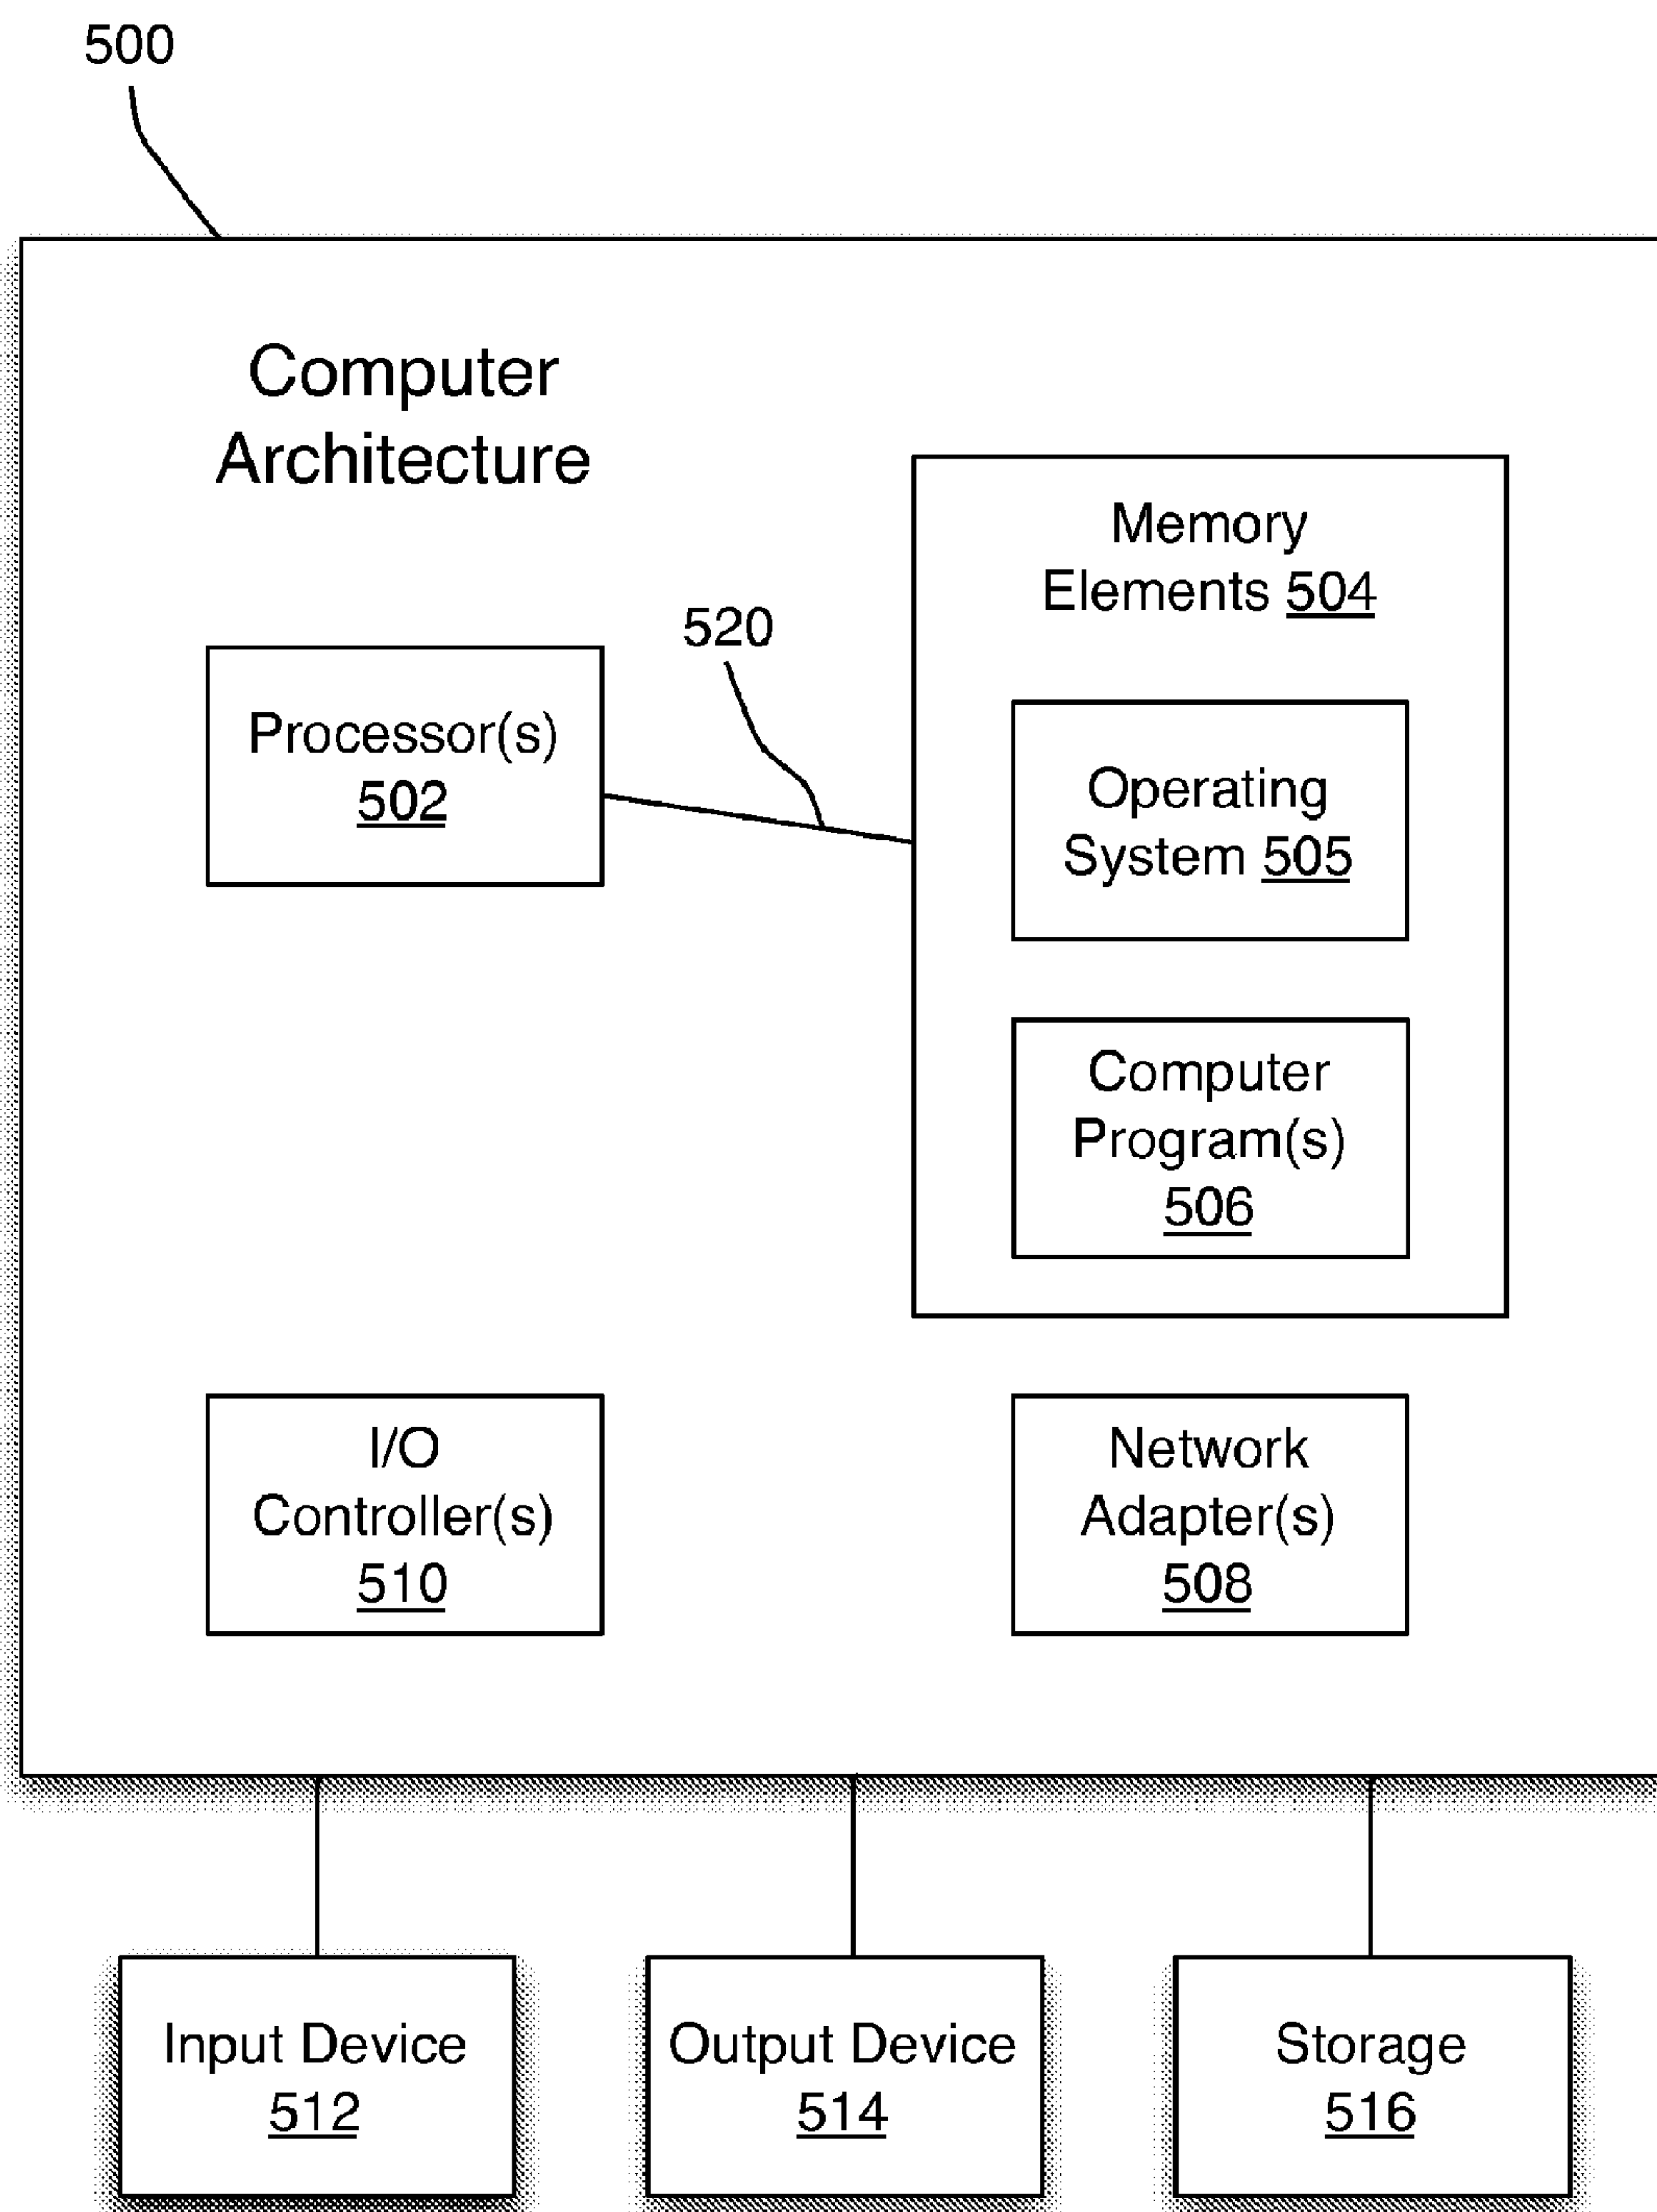 500
Computer
Architecture
Memory
Elements 504
520
Processor(s)
502
Operating
System 505
Computer
Program(s)
506
I/O
Controller(s)
510
Network
Adapter(s)
508
Input Device
512
Output Device
514
Storage
516